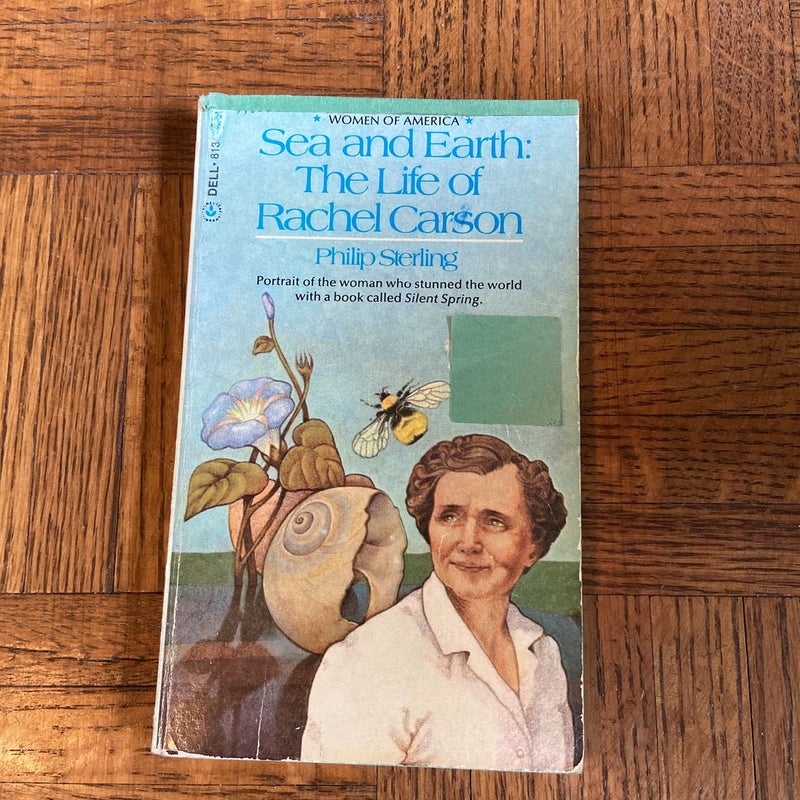 ★ WOMEN OF AMERICA ★
Sea and Earth:
The Life of
Rachel Carson
Philip Sterling
Portrait of the woman who stunned the world
with a book called Silent Spring.
DELL • 813